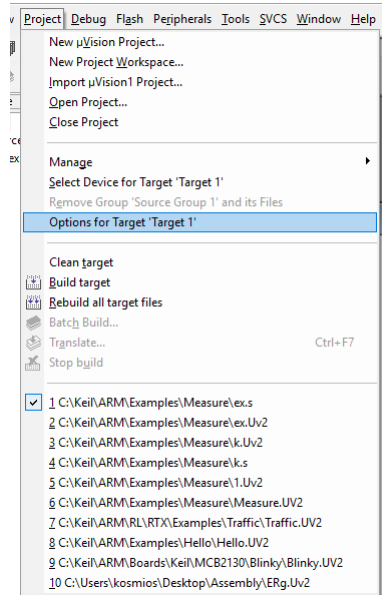 Project Debug Flash Peripherals Tools SVCS Window Help
New µVision Project...
New Project Workspace...
Import µVision1 Project...
Open Project...
Close Project
Manage
Select Device for Target 'Target 1'
Remove Group 'Source Group 1' and its Files
Options for Target 'Target 1'
Clean target
Build target
Rebuild all target files
Batch Build...
Translate... Ctrl+F7
Stop build
1 C:\Keil\ARM\Examples\Measure\ex.s
2 C:\Keil\ARM\Examples\Measure\ex.Uv2
3 C:\Keil\ARM\Examples\Measure\k.Uv2
4 C:\Keil\ARM\Examples\Measure\k.s
5 C:\Keil\ARM\Examples\Measure\1.Uv2
6 C:\Keil\ARM\Examples\Measure\Measure.UV2
7 C:\Keil\ARM\RL\RTX\Examples\Traffic\Traffic.UV2
8 C:\Keil\ARM\Examples\Hello\Hello.UV2
9 C:\Keil\ARM\Boards\Keil\MCB2130\Blinky\Blinky.UV2
10 C:\Users\kosmios\Desktop\Assembly\ERg.Uv2